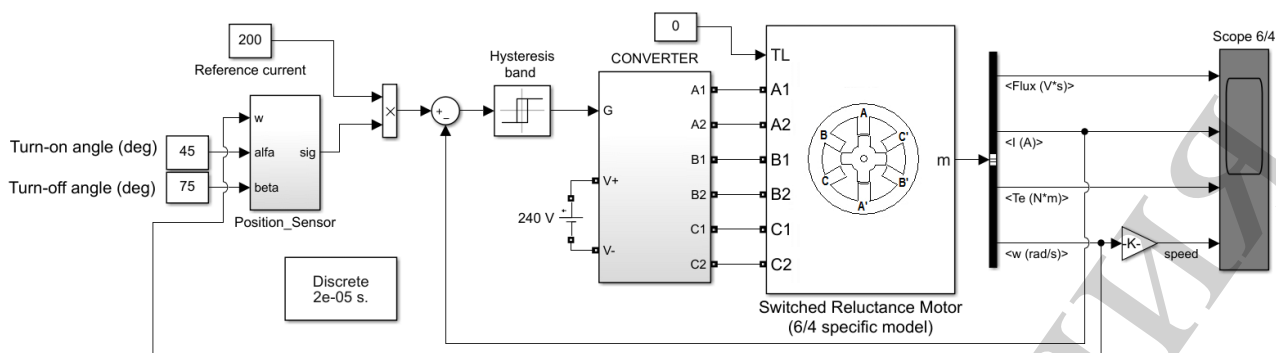 200
Reference current
Turn-on angle (deg)
45
Turn-off angle (deg)
75
w
alfa
beta
sig
Position_Sensor
Discrete
2e-05 s.
×
+
-
Hysteresis
band
240 V
CONVERTER
G
V+
V-
A1
A2
B1
B2
C1
C2
0
TL
A1
A2
B1
B2
C1
C2
A
B
C'
C
B'
A'
m
Switched Reluctance Motor
(6/4 specific model)
<Flux (V*s)>
<I (A)>
<Te (N*m)>
<w (rad/s)>
-K-
speed
Scope 6/4